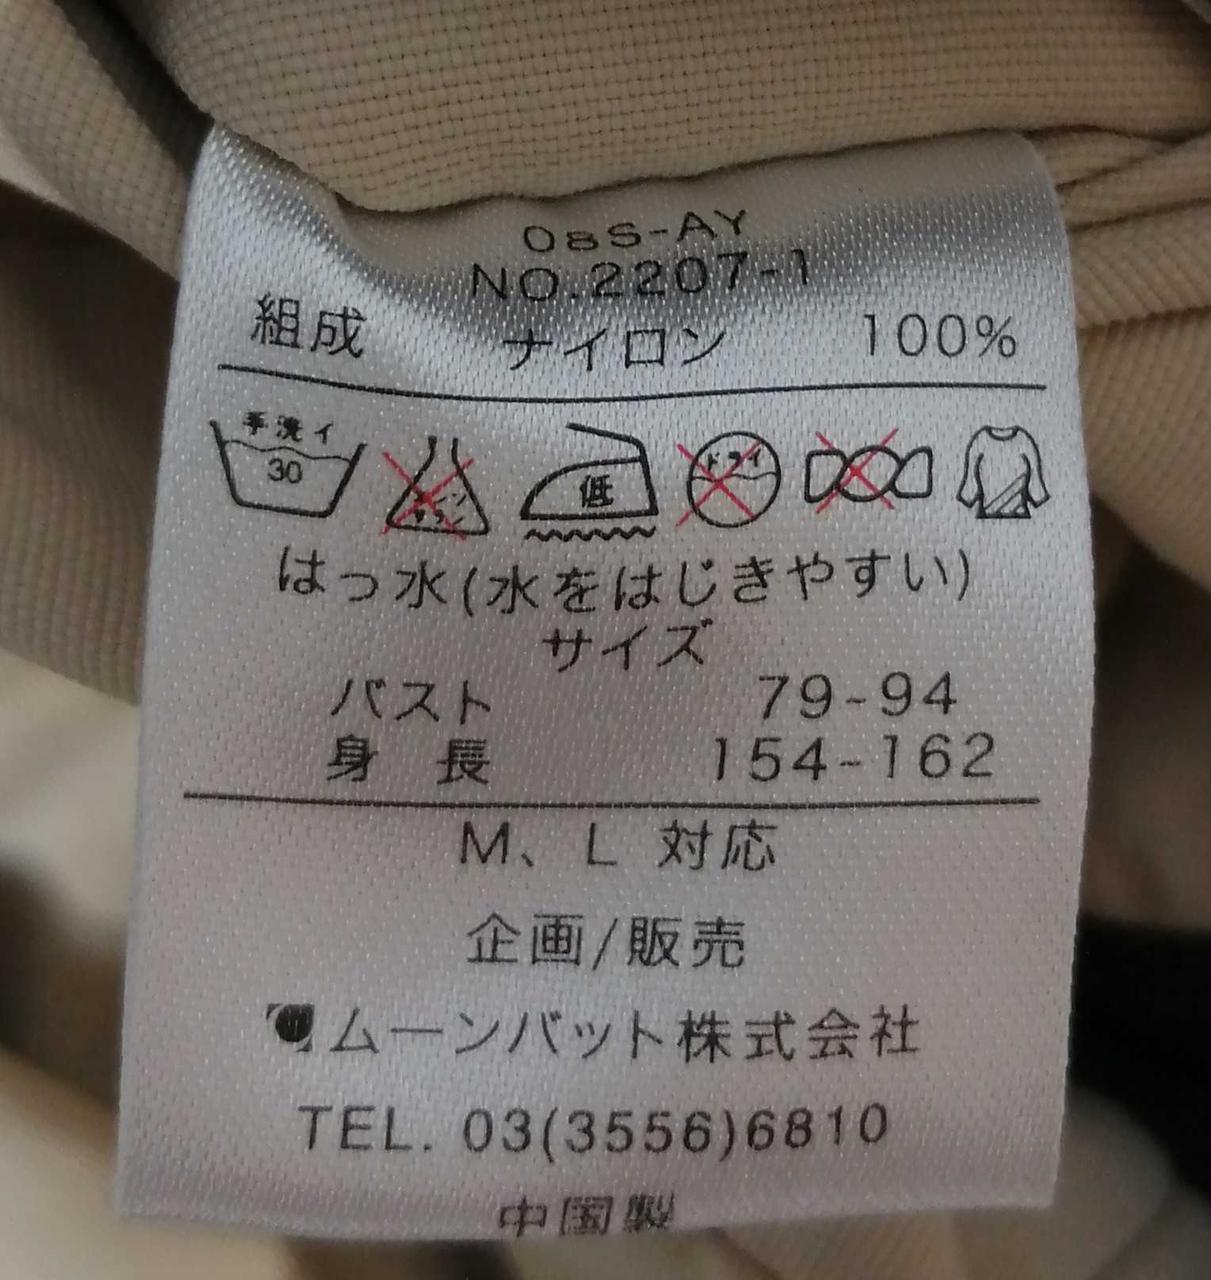 08S-AY
NO.2207-1
組成 ナイロン 100%
手洗イ
30
低
ドライ
はっ水(水をはじきやすい)
サイズ
バスト 79-94
身長 154-162
M、L 対応
企画/販売
ムーンバット株式会社
TEL. 03(3556)6810
中国製